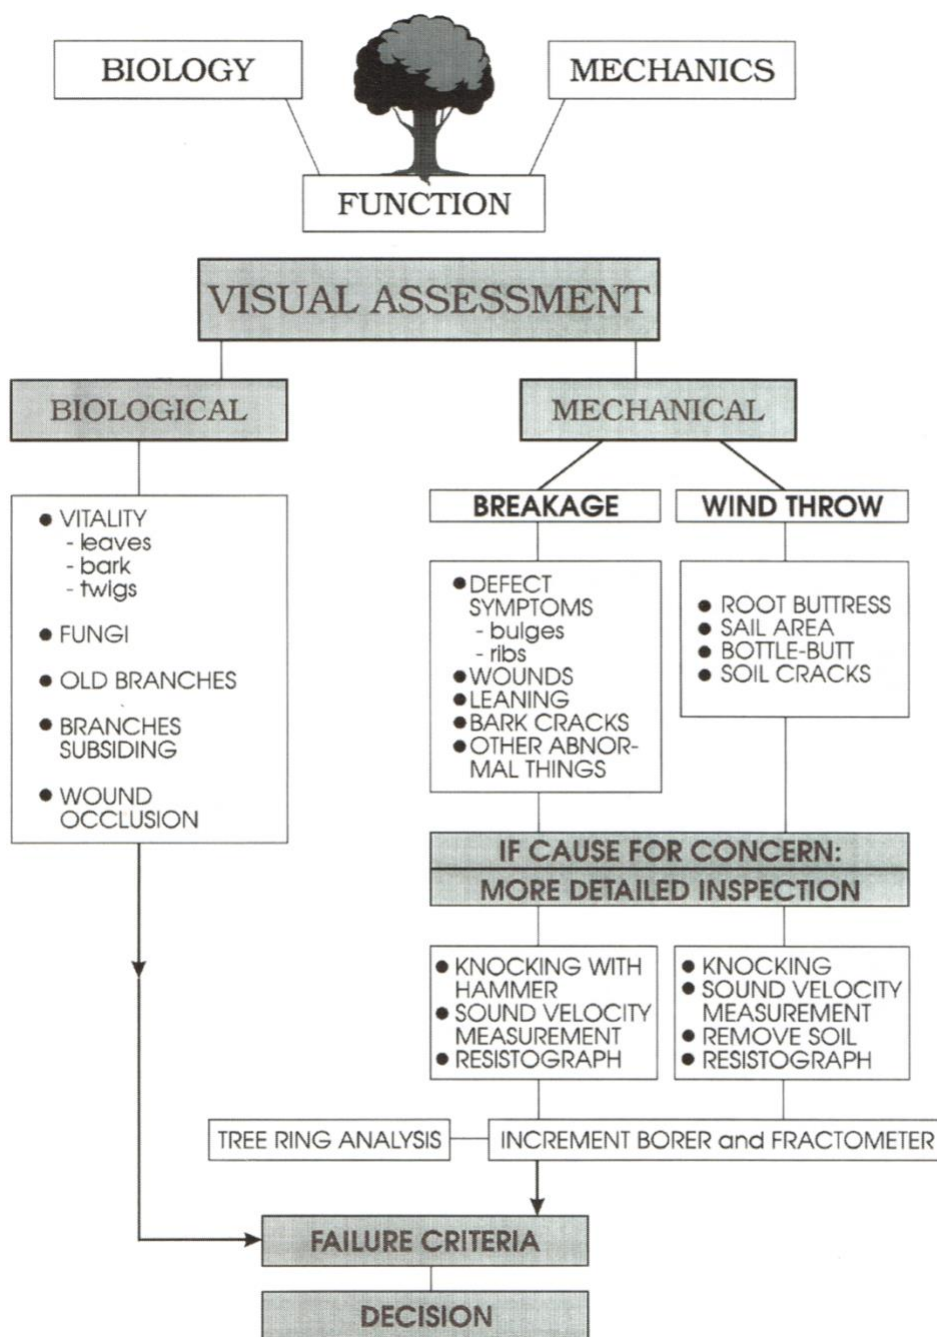 BIOLOGY
MECHANICS
FUNCTION
VISUAL ASSESSMENT
BIOLOGICAL
MECHANICAL
● VITALITY
- leaves
- bark
- twigs
● FUNGI
● OLD BRANCHES
● BRANCHES
SUBSIDING
● WOUND
OCCLUSION
BREAKAGE
● DEFECT
SYMPTOMS
- bulges
- ribs
● WOUNDS
● LEANING
● BARK CRACKS
● OTHER ABNOR-
MAL THINGS
WIND THROW
● ROOT BUTTRESS
● SAIL AREA
● BOTTLE-BUTT
● SOIL CRACKS
IF CAUSE FOR CONCERN:
MORE DETAILED INSPECTION
● KNOCKING WITH
HAMMER
● SOUND VELOCITY
MEASUREMENT
● RESISTOGRAPH
● KNOCKING
● SOUND VELOCITY
MEASUREMENT
● REMOVE SOIL
● RESISTOGRAPH
TREE RING ANALYSIS
INCREMENT BORER and FRACTOMETER
FAILURE CRITERIA
DECISION